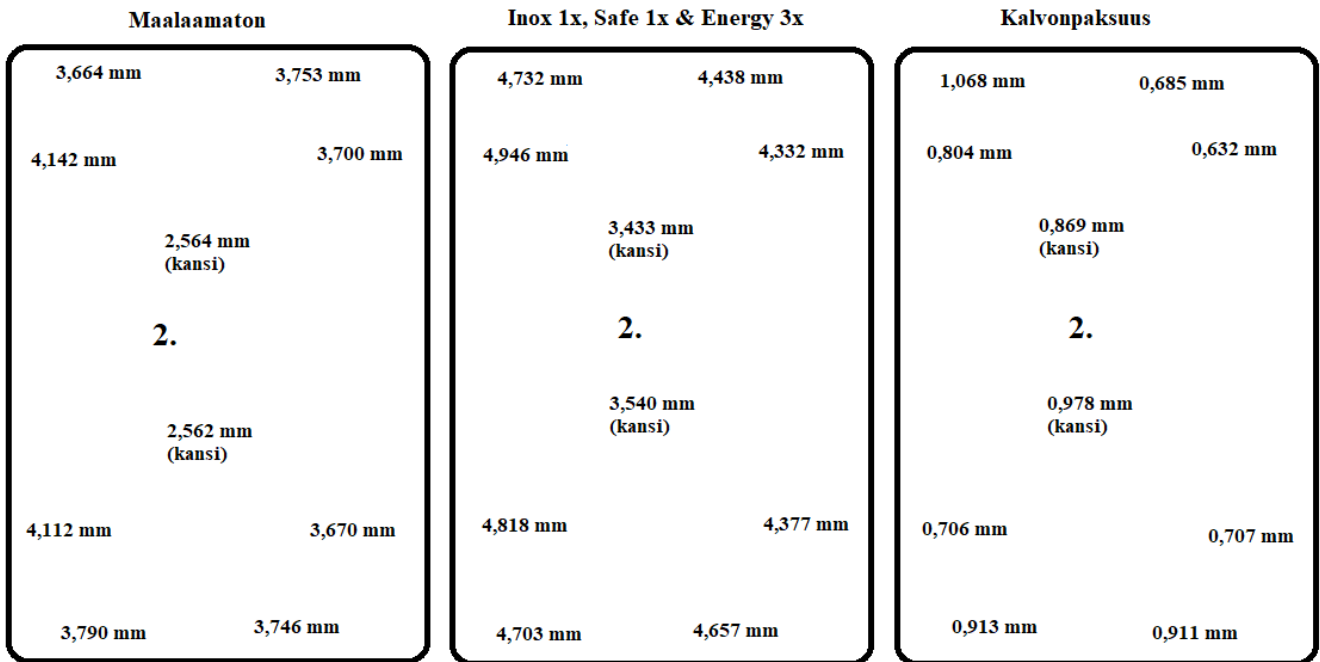 Maalaamaton
3,664 mm
3,753 mm
4,142 mm
3,700 mm
2,564 mm
(kansi)
2.
2,562 mm
(kansi)
4,112 mm
3,670 mm
3,790 mm
3,746 mm
Inox 1x, Safe 1x & Energy 3x
4,732 mm
4,438 mm
4,946 mm
4,332 mm
3,433 mm
(kansi)
2.
3,540 mm
(kansi)
4,818 mm
4,377 mm
4,703 mm
4,657 mm
Kalvonpaksuus
1,068 mm
0,685 mm
0,804 mm
0,632 mm
0,869 mm
(kansi)
2.
0,978 mm
(kansi)
0,706 mm
0,707 mm
0,913 mm
0,911 mm